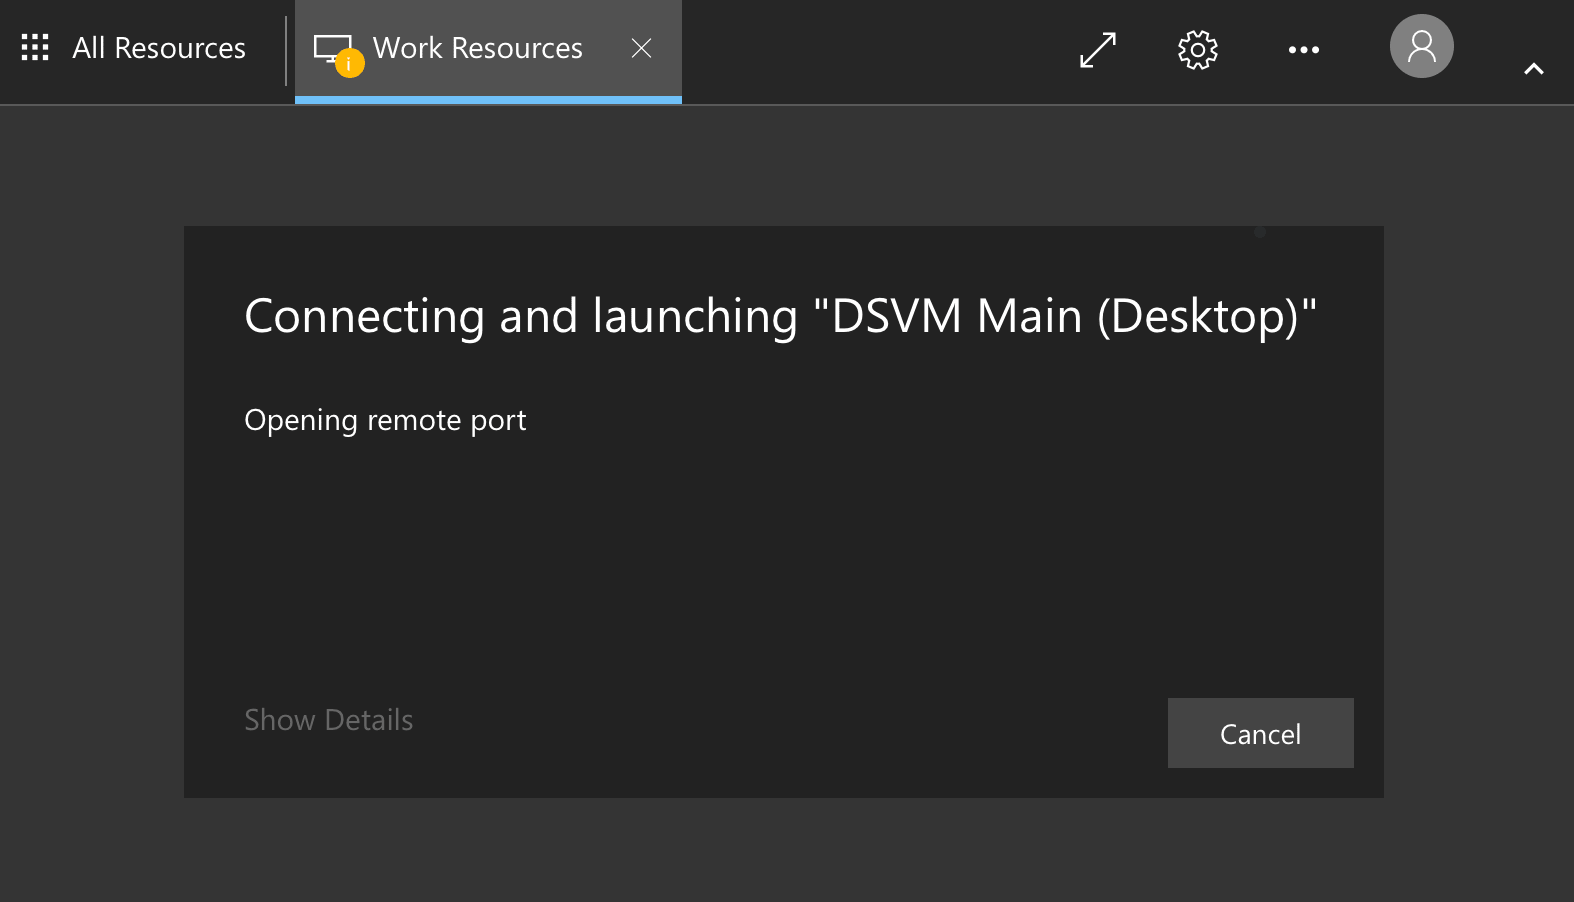 All Resources
Work Resources
Connecting and launching "DSVM Main (Desktop)"
Opening remote port
Show Details
Cancel